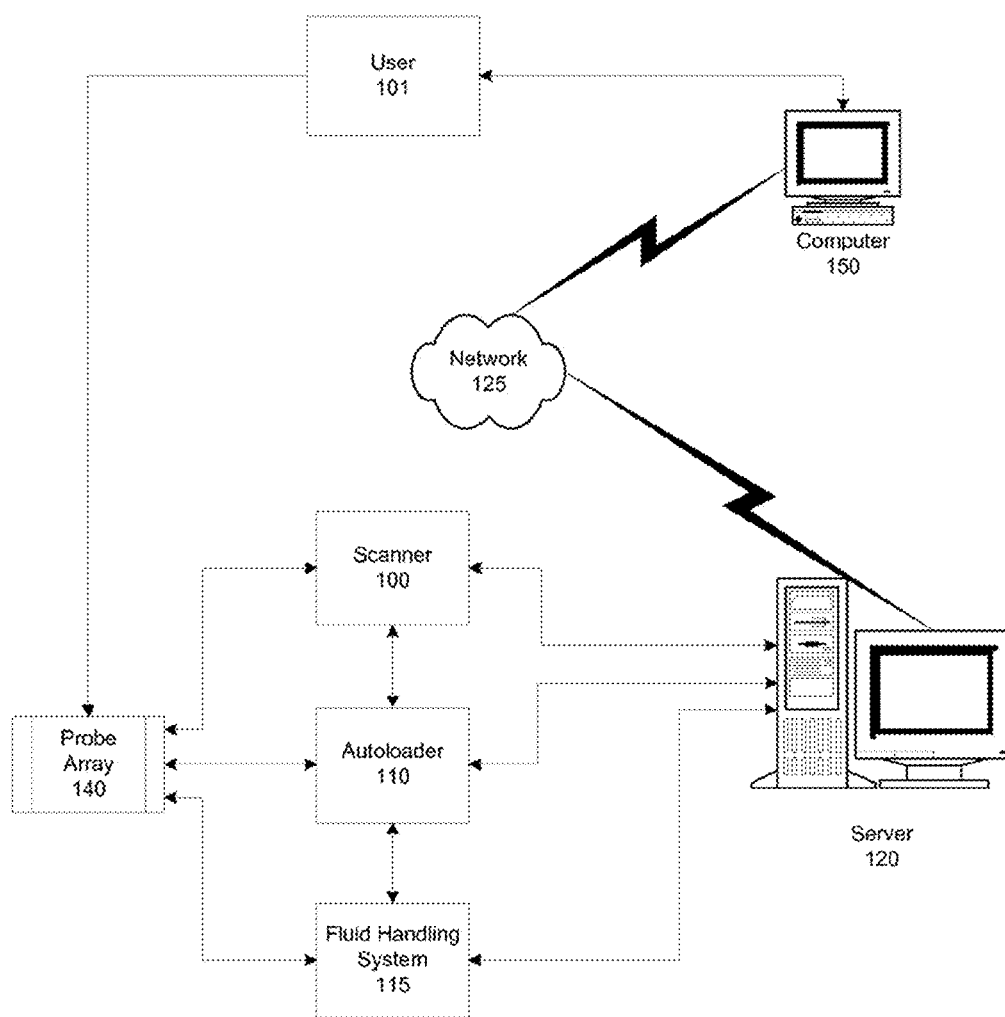 User
101
Computer
150
Network
125
Scanner
100
Probe
Array
140
Autoloader
110
Server
120
Fluid Handling
System
115